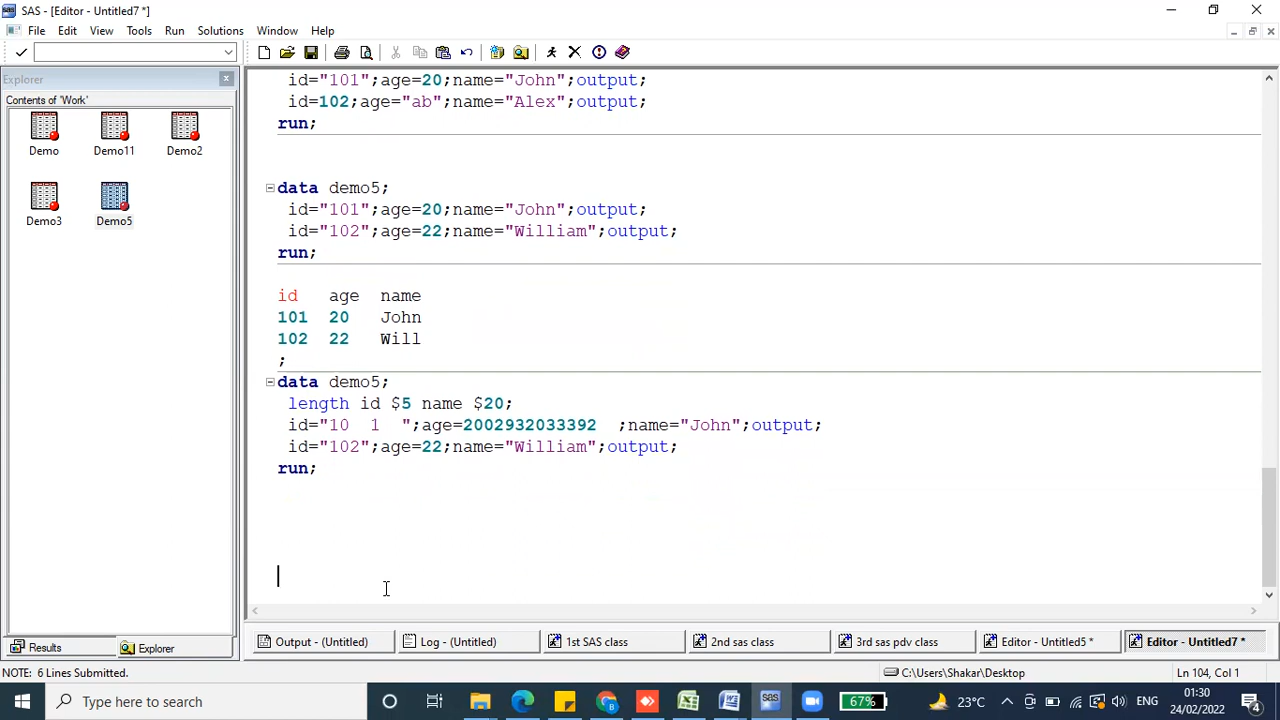 SAS - [Editor - Untitled7 *]
File Edit View Tools Run Solutions Window Help
Explorer
Contents of 'Work'
Demo Demo11 Demo2
Demo3 Demo5
id="101";age=20;name="John";output;
id=102;age="ab";name="Alex";output;
run;
data demo5;
id="101";age=20;name="John";output;
id="102";age=22;name="William";output;
run;
id age name
101 20 John
102 22 Will
;
data demo5;
length id $5 name $20;
id="10  1  ";age=2002932033392  ;name="John";output;
id="102";age=22;name="William";output;
run;
Results Explorer
Output - (Untitled) Log - (Untitled) 1st SAS class 2nd sas class 3rd sas pdv class Editor - Untitled5 * Editor - Untitled7 *
NOTE: 6 Lines Submitted. C:\Users\Shakar\Desktop Ln 104, Col 1
Type here to search 67% 23°C ENG 01:30
24/02/2022 4